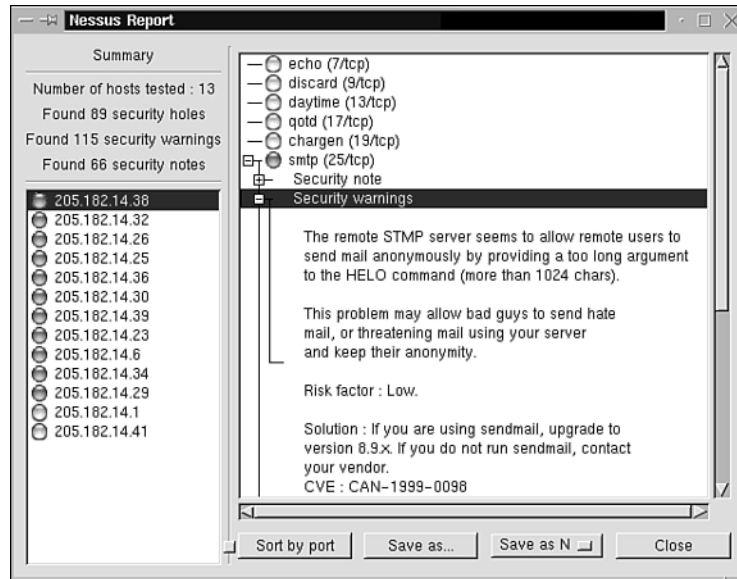 Nessus Report
Summary
Number of hosts tested : 13
Found 89 security holes
Found 115 security warnings
Found 66 security notes
205.182.14.38
205.182.14.32
205.182.14.26
205.182.14.25
205.182.14.36
205.182.14.30
205.182.14.39
205.182.14.23
205.182.14.6
205.182.14.34
205.182.14.29
205.182.14.1
205.182.14.41
echo (7/tcp)
discard (9/tcp)
daytime (13/tcp)
qotd (17/tcp)
chargen (19/tcp)
smtp (25/tcp)
Security note
Security warnings
The remote STMP server seems to allow remote users to
send mail anonymously by providing a too long argument
to the HELO command (more than 1024 chars).
This problem may allow bad guys to send hate
mail, or threatening mail using your server
and keep their anonymity.
Risk factor : Low.
Solution : If you are using sendmail, upgrade to
version 8.9.x. If you do not run sendmail, contact
your vendor.
CVE : CAN-1999-0098
Sort by port
Save as...
Save as N
Close